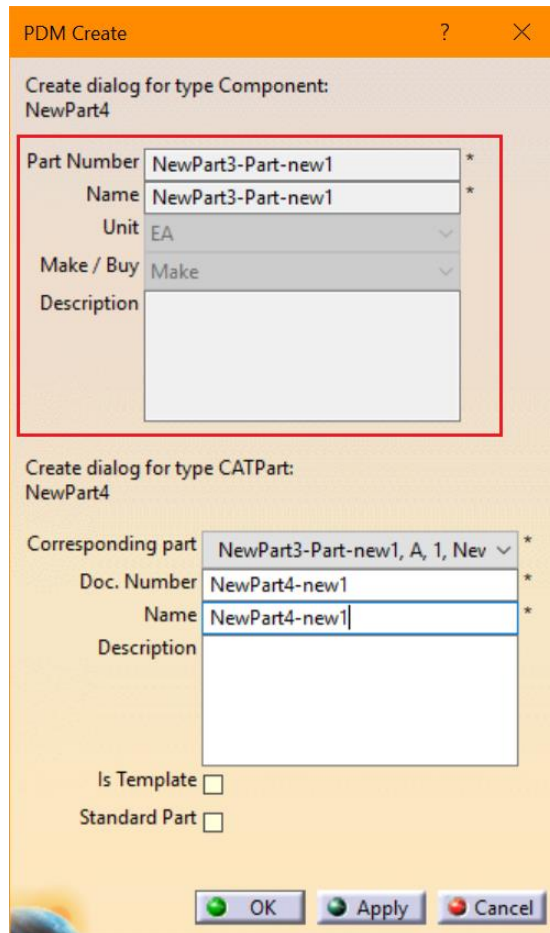 PDM Create ?
Create dialog for type Component:
NewPart4
Part Number NewPart3-Part-new1 *
Name NewPart3-Part-new1 *
Unit EA
Make / Buy Make
Description
Create dialog for type CATPart:
NewPart4
Corresponding part NewPart3-Part-new1, A, 1, Nev *
Doc. Number NewPart4-new1 *
Name NewPart4-new1 *
Description
Is Template
Standard Part
OK Apply Cancel